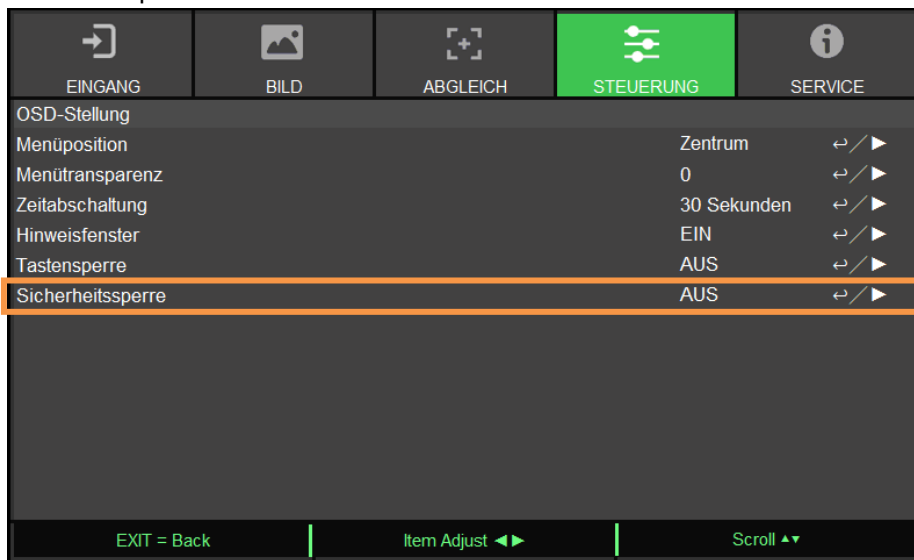 EINGANG BILD ABGLEICH STEUERUNG SERVICE
OSD-Stellung
Menüposition Zentrum ↩/▶
Menütransparenz 0 ↩/▶
Zeitabschaltung 30 Sekunden ↩/▶
Hinweisfenster EIN ↩/▶
Tastensperre AUS ↩/▶
Sicherheitssperre AUS ↩/▶
EXIT = Back Item Adjust ◀▶ Scroll ▲▼